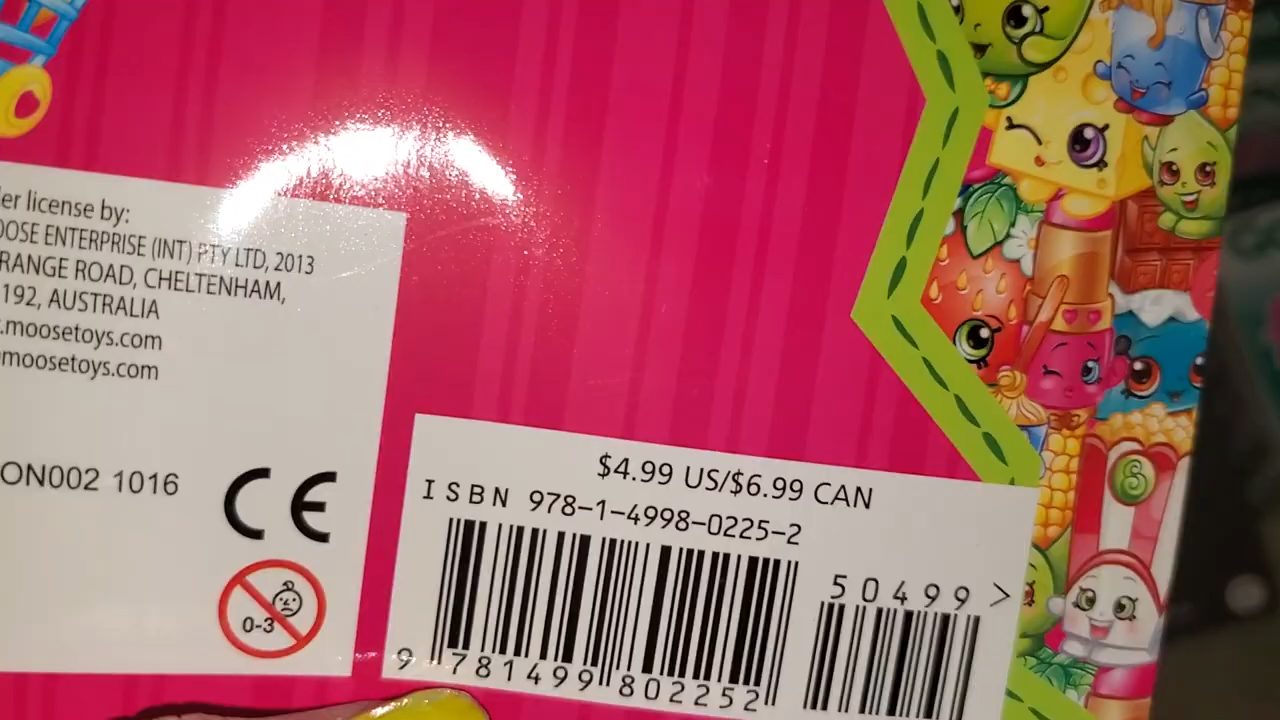 er license by:
OOSE ENTERPRISE (INT) PTY LTD, 2013
RANGE ROAD, CHELTENHAM,
192, AUSTRALIA
.moosetoys.com
moosetoys.com
ON002 1016
CE
0-3
$4.99 US/$6.99 CAN
ISBN 978-1-4998-0225-2
50499 >
9 781499 802252
S